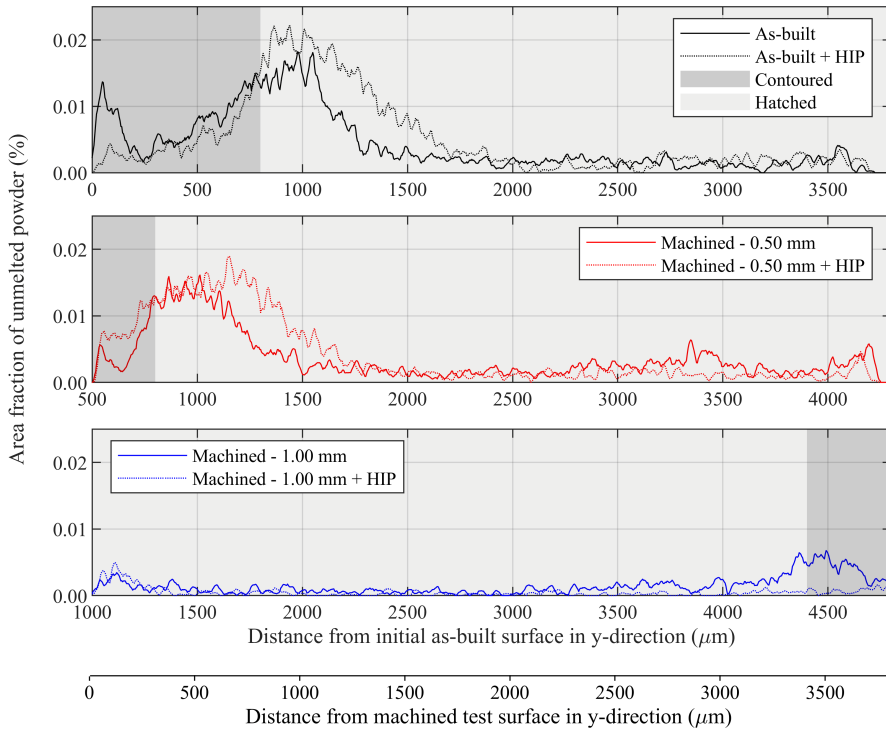 Area fraction of unmelted powder (%)
0.02
0.01
0.00
As-built
As-built + HIP
Contoured
Hatched
0 500 1000 1500 2000 2500 3000 3500
0.02
0.01
0.00
Machined - 0.50 mm
Machined - 0.50 mm + HIP
500 1000 1500 2000 2500 3000 3500 4000
0.02
0.01
0.00
Machined - 1.00 mm
Machined - 1.00 mm + HIP
1000 1500 2000 2500 3000 3500 4000 4500
Distance from initial as-built surface in y-direction (μm)
0 500 1000 1500 2000 2500 3000 3500
Distance from machined test surface in y-direction (μm)